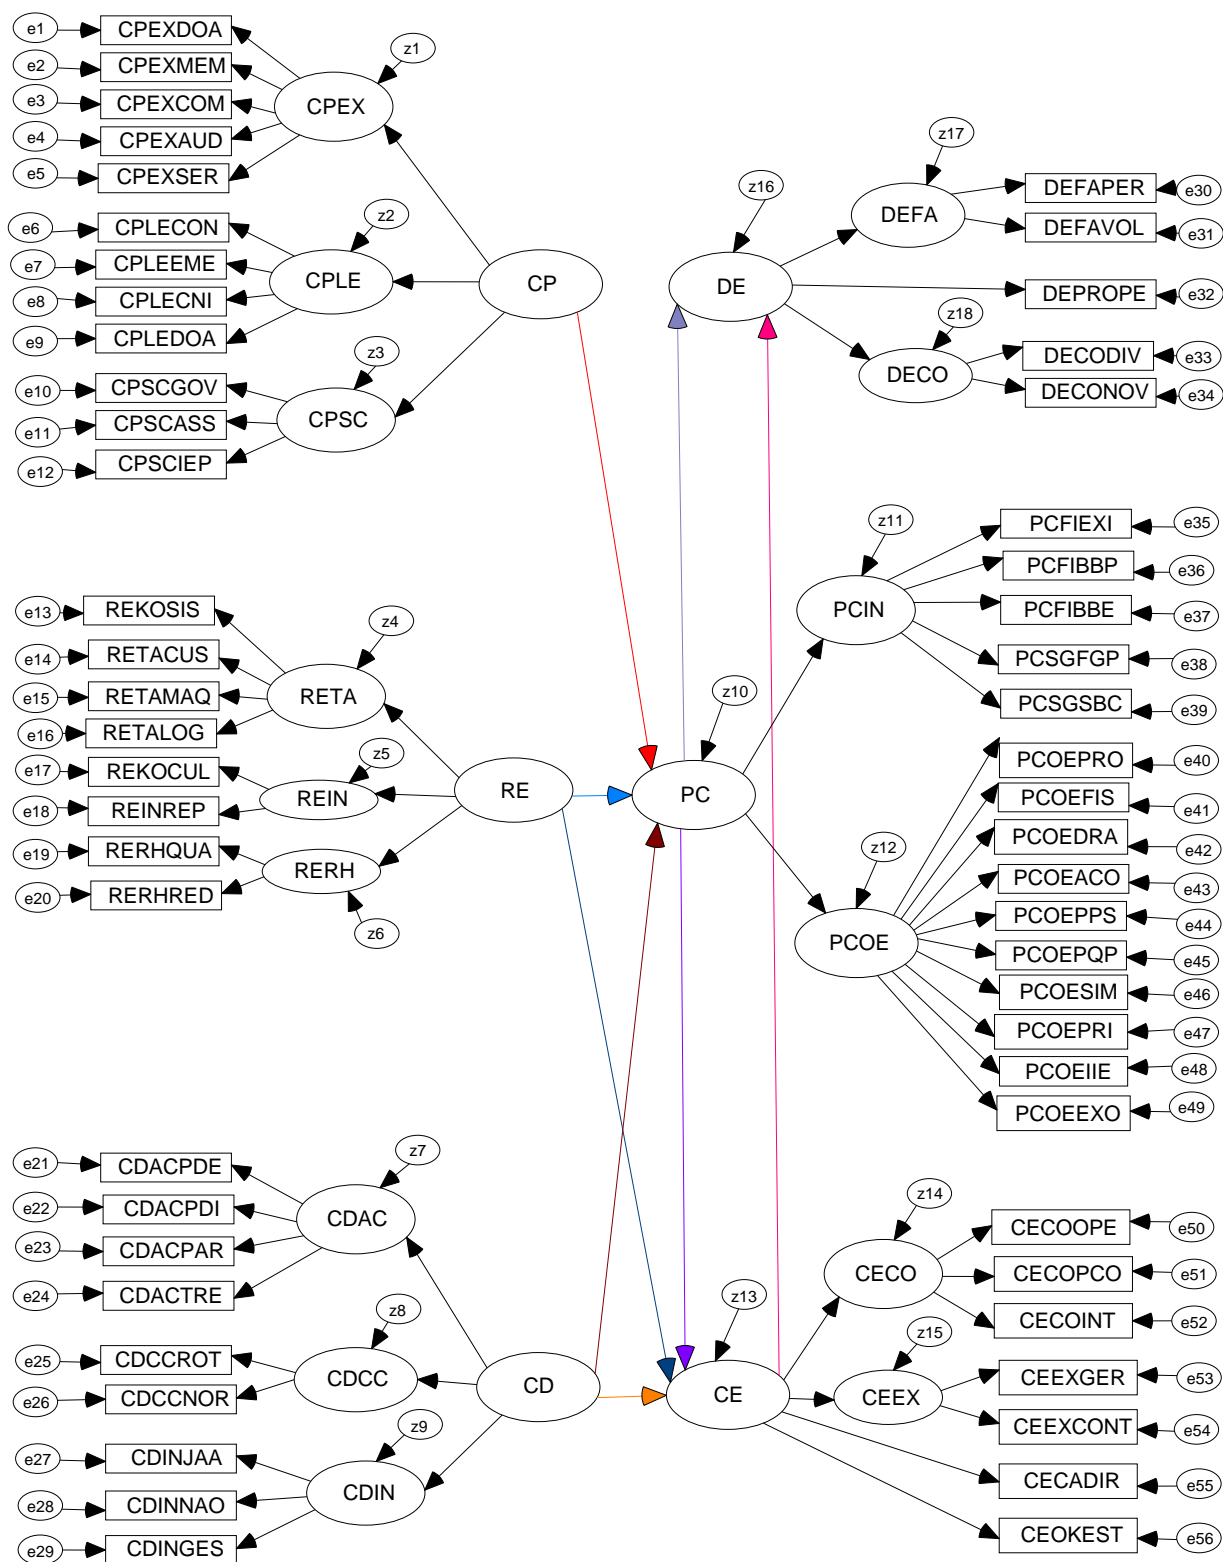 e1 CPEXDOA
e2 CPEXMEM
e3 CPEXCOM
e4 CPEXAUD
e5 CPEXSER
z1
CPEX
e6 CPLECON
e7 CPLEEME
e8 CPLECNI
e9 CPLEDOA
z2
CPLE
CP
e10 CPSCGOV
e11 CPSCASS
e12 CPSCIEP
z3
CPSC
z16
DE
z17
DEFA
DEFAPER e30
DEFAVOL e31
DEPROPE e32
z18
DECO
DECODIV e33
DECONOV e34
e13 REKOSIS
e14 RETACUS
e15 RETAMAQ
e16 RETALOG
z4
RETA
e17 REKOCUL
e18 REINREP
z5
REIN
RE
e19 RERHQUA
e20 RERHRED
RERH
z6
z10
PC
z11
PCIN
PCFIEXI e35
PCFIBBP e36
PCFIBBE e37
PCSGFGP e38
PCSGSBC e39
z12
PCOE
PCOEPRO e40
PCOEFIS e41
PCOEDRA e42
PCOEACO e43
PCOEPPS e44
PCOEPQP e45
PCOESIM e46
PCOEPRI e47
PCOEIIE e48
PCOEEXO e49
e21 CDACPDE
e22 CDACPDI
e23 CDACPAR
e24 CDACTRE
z7
CDAC
e25 CDCCROT
e26 CDCCNOR
z8
CDCC
CD
e27 CDINJAA
e28 CDINNAO
e29 CDINGES
z9
CDIN
z13
CE
z14
CECO
CECOOPE e50
CECOPCO e51
CECOINT e52
z15
CEEX
CEEXGER e53
CEEXCONT e54
CECADIR e55
CEOKEST e56